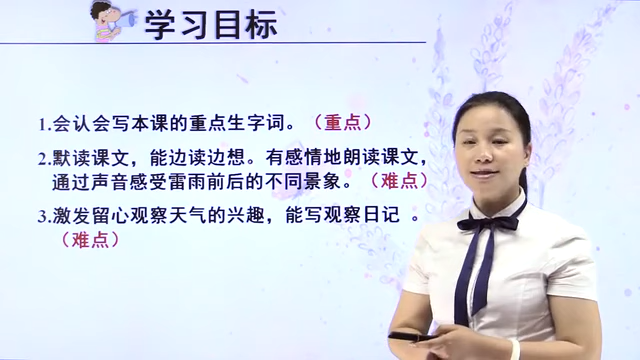 学习目标
1.会认会写本课的重点生字词。（重点）
2.默读课文，能边读边想。有感情地朗读课文，
通过声音感受雷雨前后的不同景象。（难点）
3.激发留心观察天气的兴趣，能写观察日记 。
（难点）